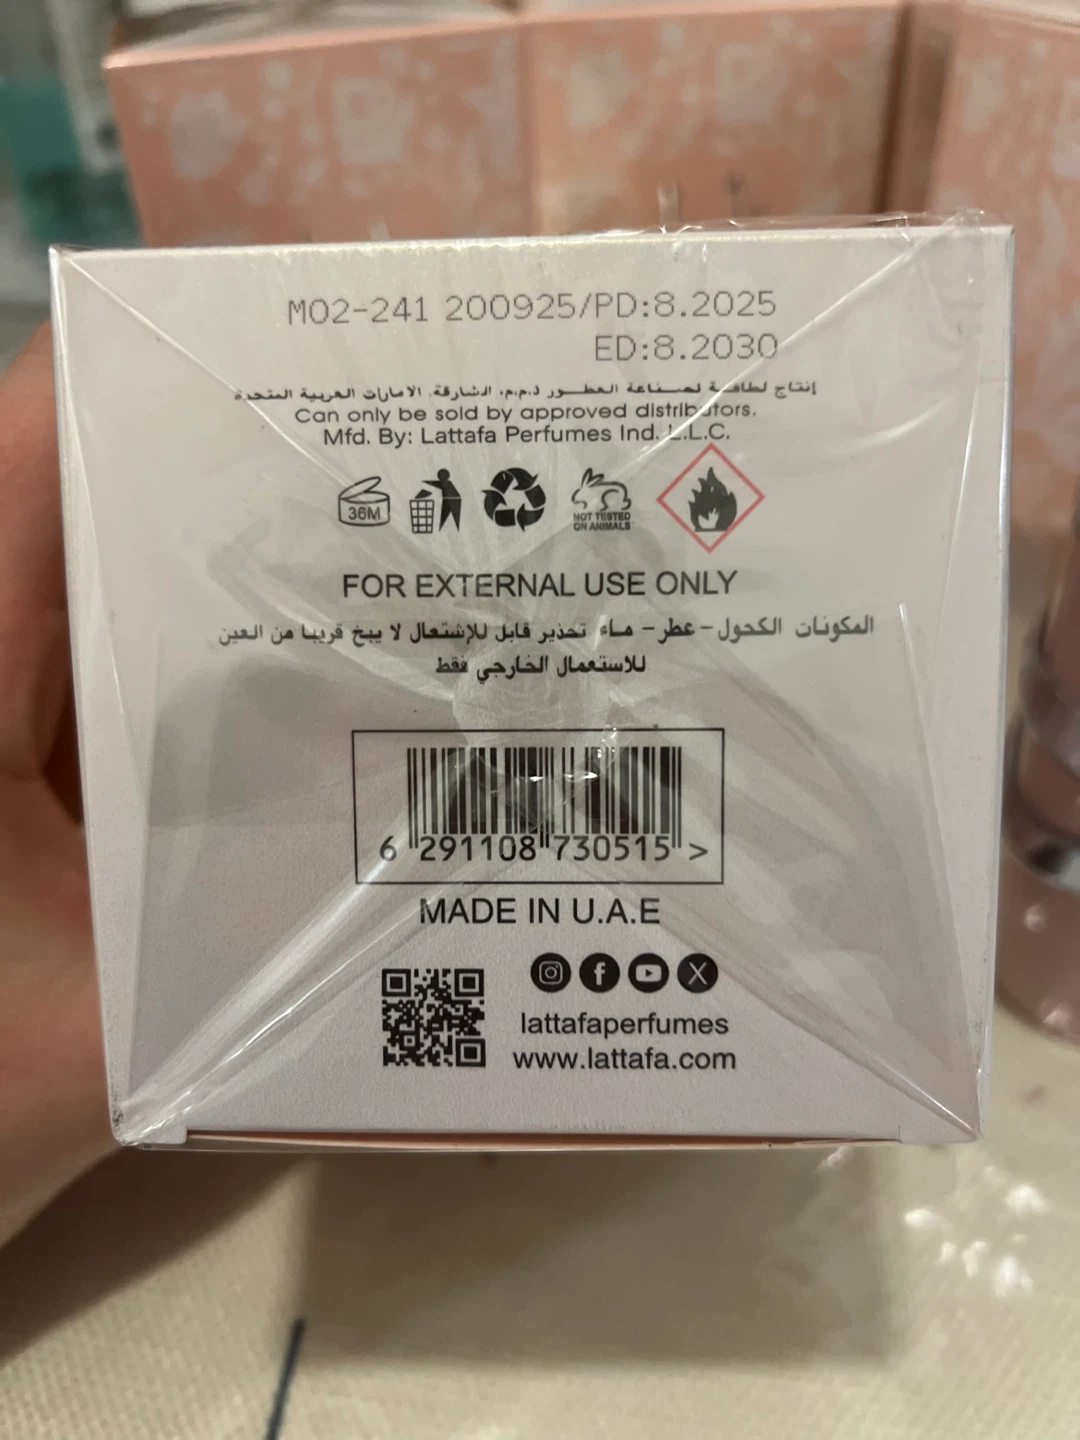 M02-241 200925/PD:8.2025
ED:8.2030
إنتاج لطافة لصناعة العطور ذ.م.م، الشارقة، الامارات العربية المتحدة
Can only be sold by approved distributors.
Mfd. By: Lattafa Perfumes Ind. L.L.C.
36M
NOT TESTED
ON ANIMALS
FOR EXTERNAL USE ONLY
المكونات الكحول – عطر – ماء تحذير قابل للإشتعال لا يبخ قريبا من العين
للاستعمال الخارجي فقط
6 291108 730515 >
MADE IN U.A.E
lattafaperfumes
www.lattafa.com